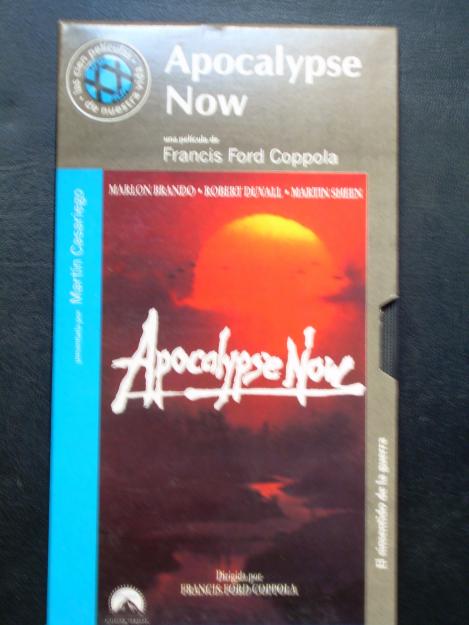 las cien películas
de nuestra vida
Apocalypse
Now
una película de
Francis Ford Coppola
MARLON BRANDO • ROBERT DUVALL • MARTIN SHEEN
presentada por Martín Casariego
Apocalypse Now
El sinsentido de la guerra
Dirigida por
FRANCIS FORD COPPOLA